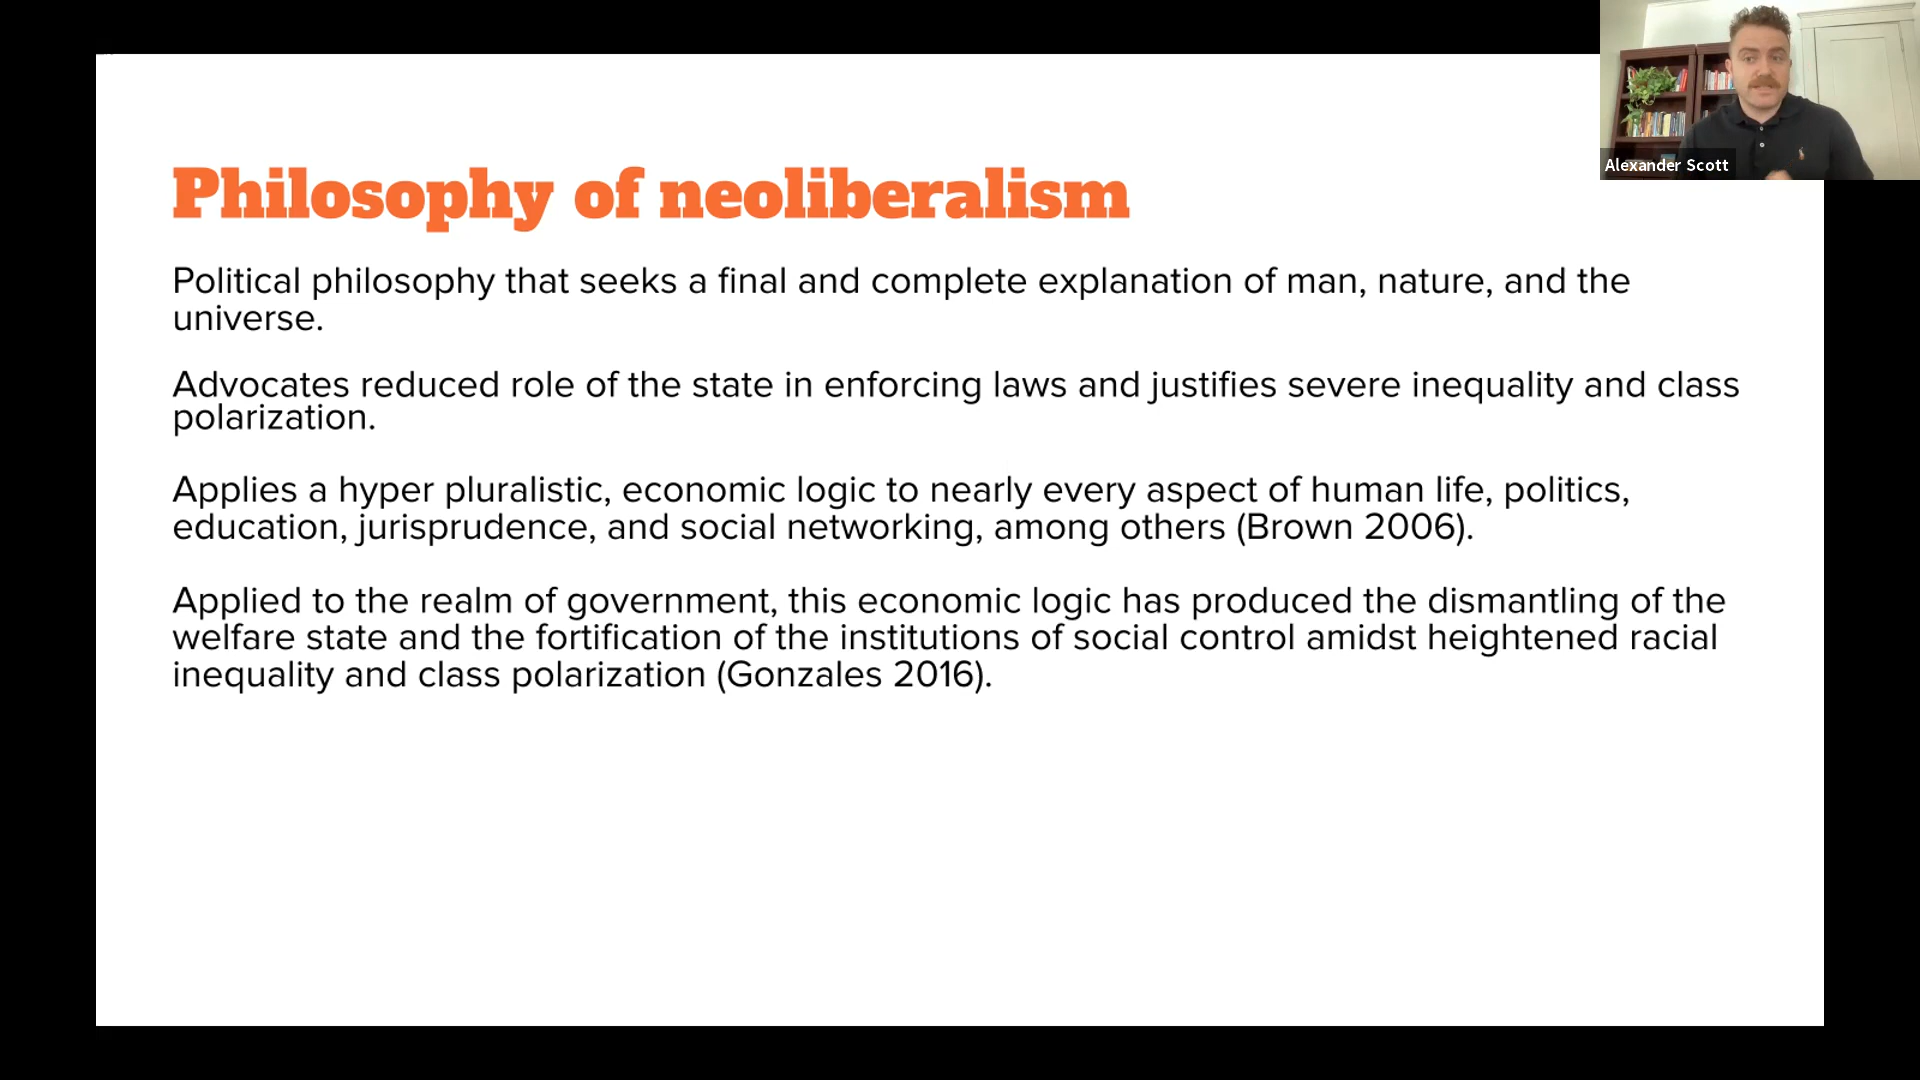 Alexander Scott
Philosophy of neoliberalism
Political philosophy that seeks a final and complete explanation of man, nature, and the
universe.
Advocates reduced role of the state in enforcing laws and justifies severe inequality and class
polarization.
Applies a hyper pluralistic, economic logic to nearly every aspect of human life, politics,
education, jurisprudence, and social networking, among others (Brown 2006).
Applied to the realm of government, this economic logic has produced the dismantling of the
welfare state and the fortification of the institutions of social control amidst heightened racial
inequality and class polarization (Gonzales 2016).